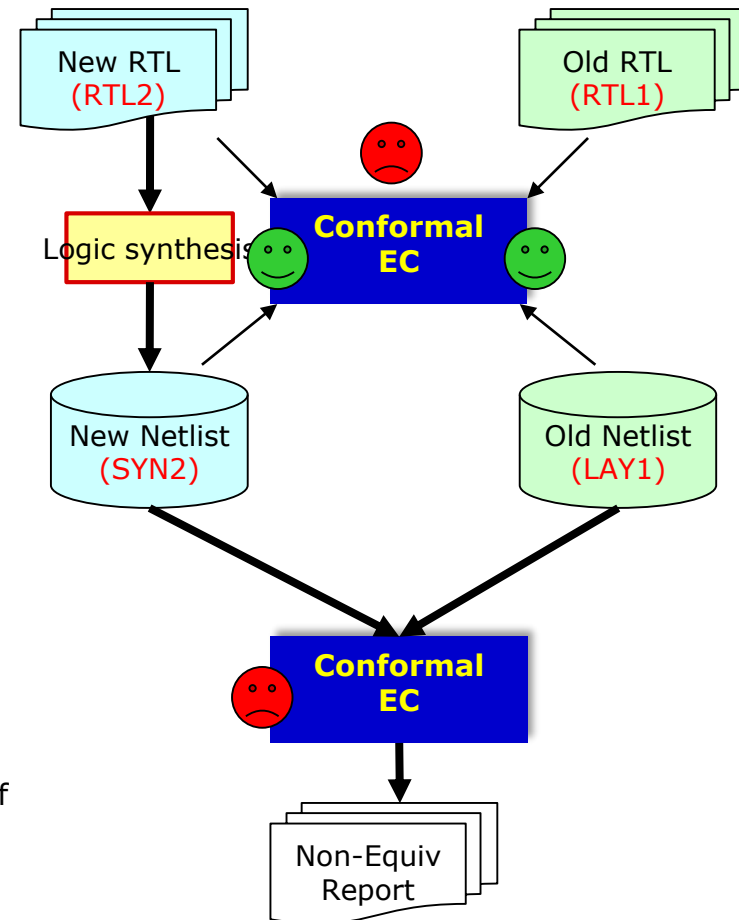 New RTL
(RTL2)
Old RTL
(RTL1)
Conformal
EC
Logic synthesis
New Netlist
(SYN2)
Old Netlist
(LAY1)
Conformal
EC
f
Non-Equiv
Report